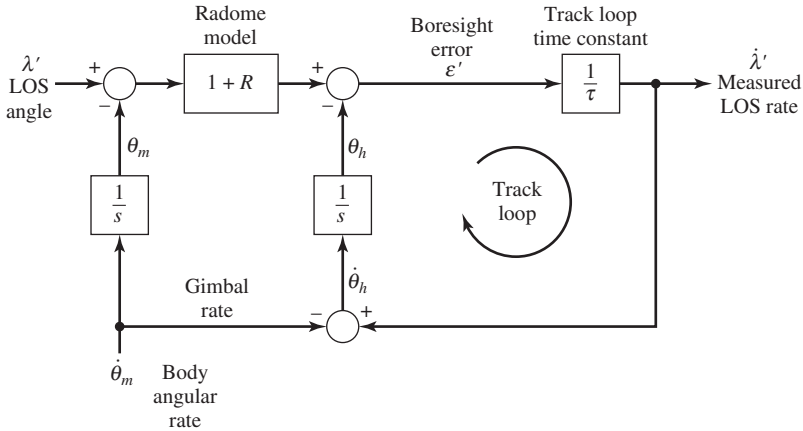 Radome
model
Boresight
error
ε′
Track loop
time constant
λ′
LOS
angle
+
−
1 + R
+
−
1/τ
λ̇′
Measured
LOS rate
θm
θh
1/s
1/s
Track
loop
θ̇h
Gimbal
rate
−
+
θ̇m
Body
angular
rate